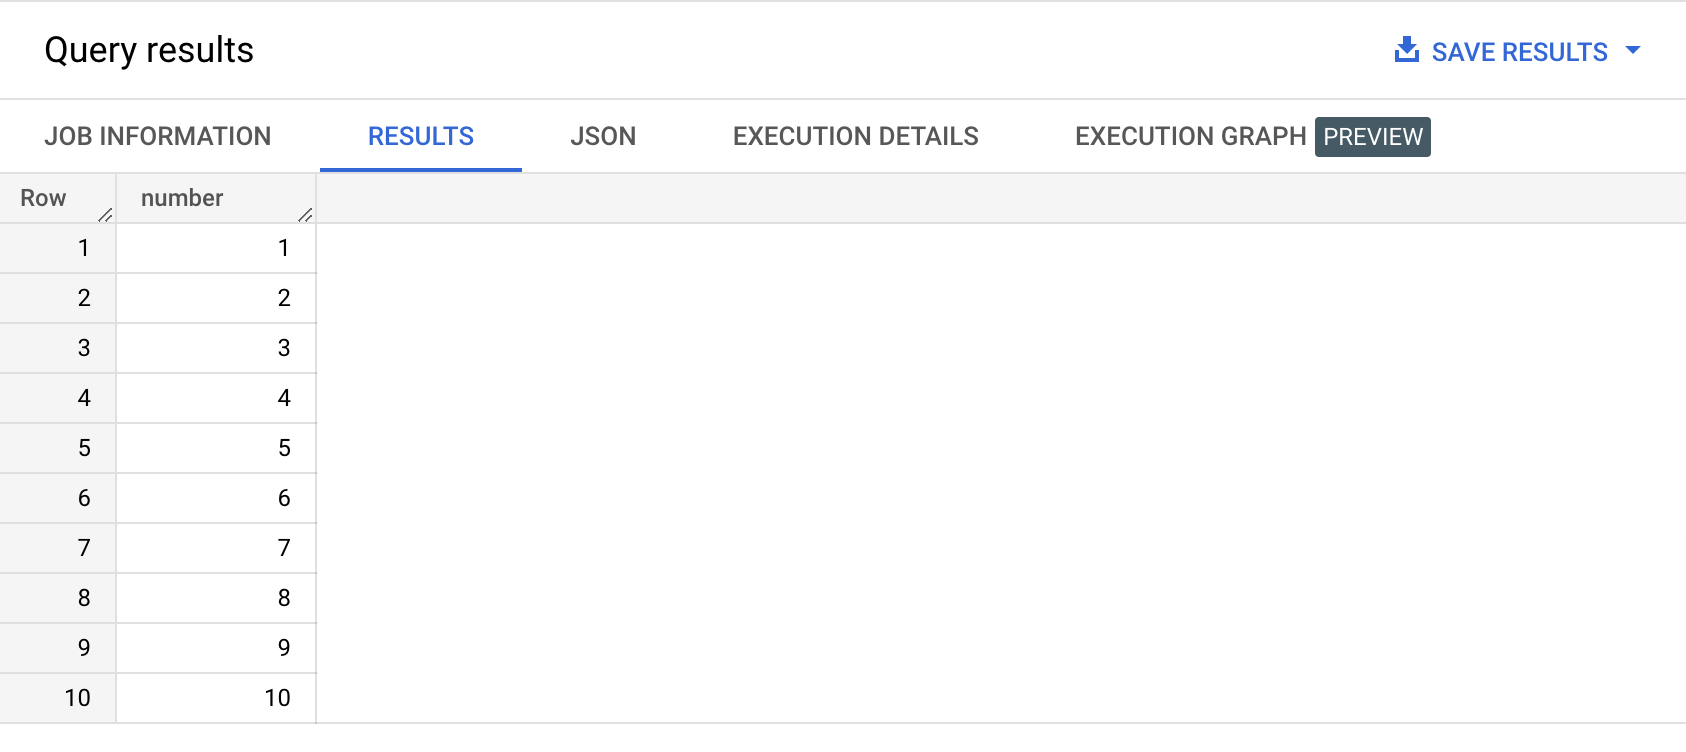 Query results
SAVE RESULTS
JOB INFORMATION RESULTS JSON EXECUTION DETAILS EXECUTION GRAPH PREVIEW
Row number
1 1
2 2
3 3
4 4
5 5
6 6
7 7
8 8
9 9
10 10